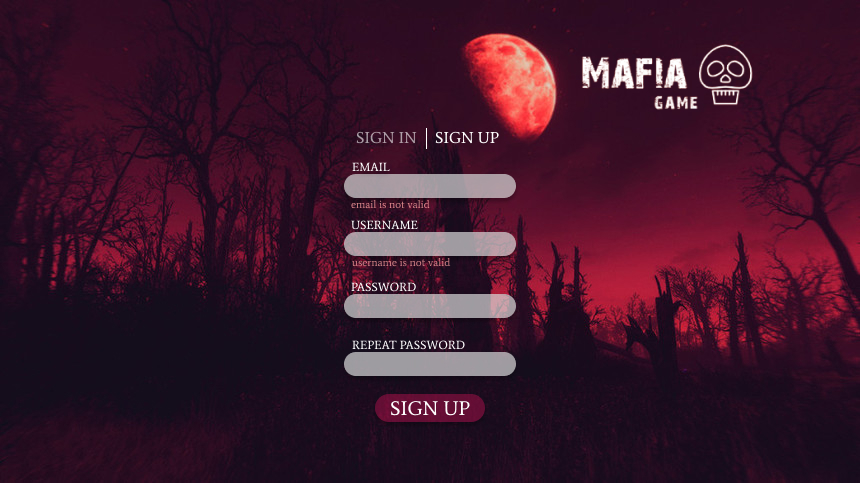 MAFIA
GAME
SIGN IN | SIGN UP
EMAIL
email is not valid
USERNAME
username is not valid
PASSWORD
REPEAT PASSWORD
SIGN UP